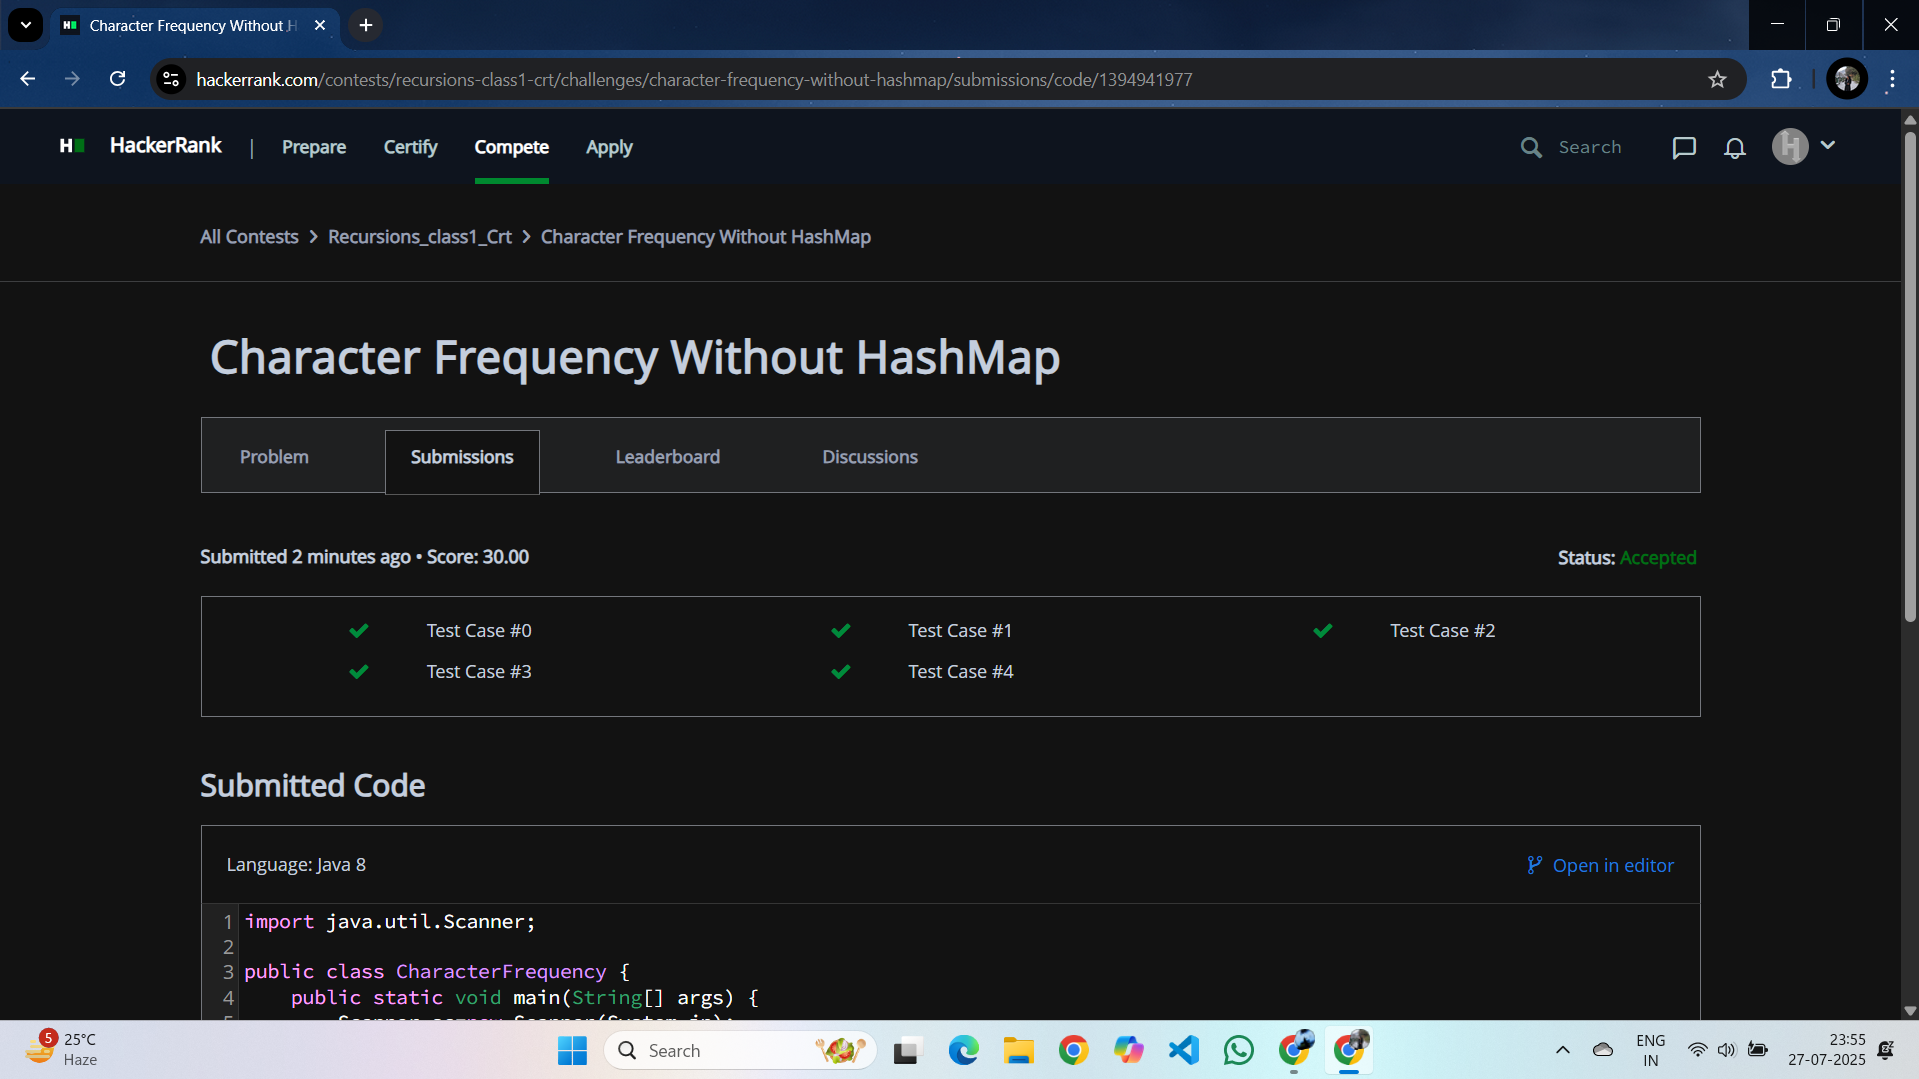 Character Frequency Without H
hackerrank.com/contests/recursions-class1-crt/challenges/character-frequency-without-hashmap/submissions/code/1394941977
H HackerRank | Prepare Certify Compete Apply Search
All Contests > Recursions_class1_Crt > Character Frequency Without HashMap
Character Frequency Without HashMap
Problem Submissions Leaderboard Discussions
Submitted 2 minutes ago • Score: 30.00 Status: Accepted
Test Case #0 Test Case #1 Test Case #2
Test Case #3 Test Case #4
Submitted Code
Language: Java 8 Open in editor
1 import java.util.Scanner;
2
3 public class CharacterFrequency {
4 public static void main(String[] args) {
5 25°C
Haze
Search
ENG
IN
23:55
27-07-2025